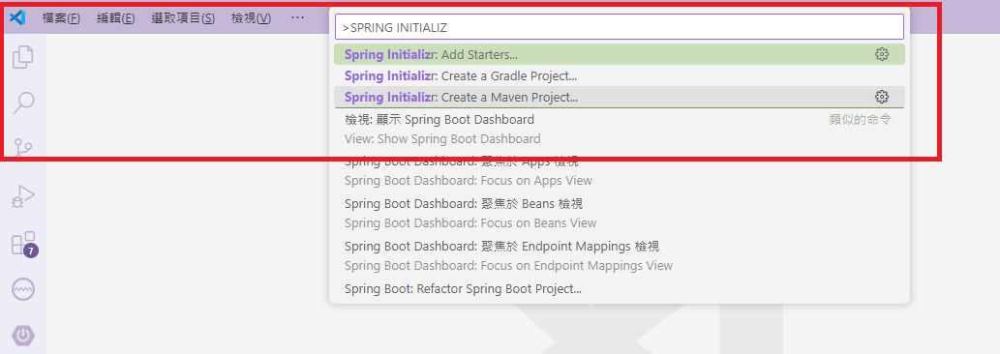 檔案(F) 編輯(E) 選取項目(S) 檢視(V) ···
>SPRING INITIALIZ
Spring Initializr: Add Starters...
Spring Initializr: Create a Gradle Project...
Spring Initializr: Create a Maven Project...
檢視: 顯示 Spring Boot Dashboard 類似的命令
View: Show Spring Boot Dashboard
Spring Boot Dashboard: 聚焦於 Apps 檢視
Spring Boot Dashboard: Focus on Apps View
Spring Boot Dashboard: 聚焦於 Beans 檢視
Spring Boot Dashboard: Focus on Beans View
Spring Boot Dashboard: 聚焦於 Endpoint Mappings 檢視
Spring Boot Dashboard: Focus on Endpoint Mappings View
Spring Boot: Refactor Spring Boot Project...
7